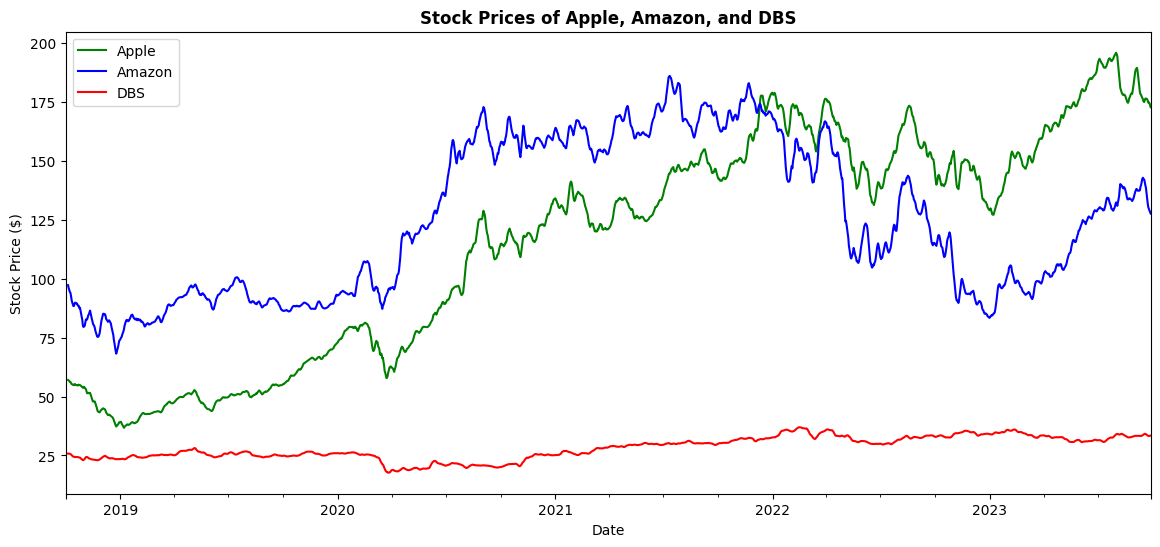 Stock Prices of Apple, Amazon, and DBS
Apple
Amazon
DBS
200
175
150
125
100
75
50
25
Stock Price ($)
2019 2020 2021 2022 2023
Date